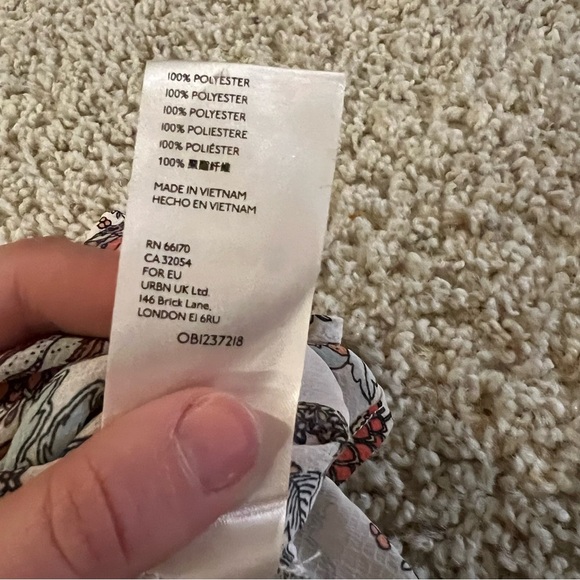 100% POLYESTER
100% POLYESTER
100% POLYESTER
100% POLIESTERE
100% POLIÉSTER
100% 聚酯纤维
MADE IN VIETNAM
HECHO EN VIETNAM
RN 66170
CA 32054
FOR EU
URBN UK Ltd.
146 Brick Lane,
LONDON E1 6RU
OB1237218